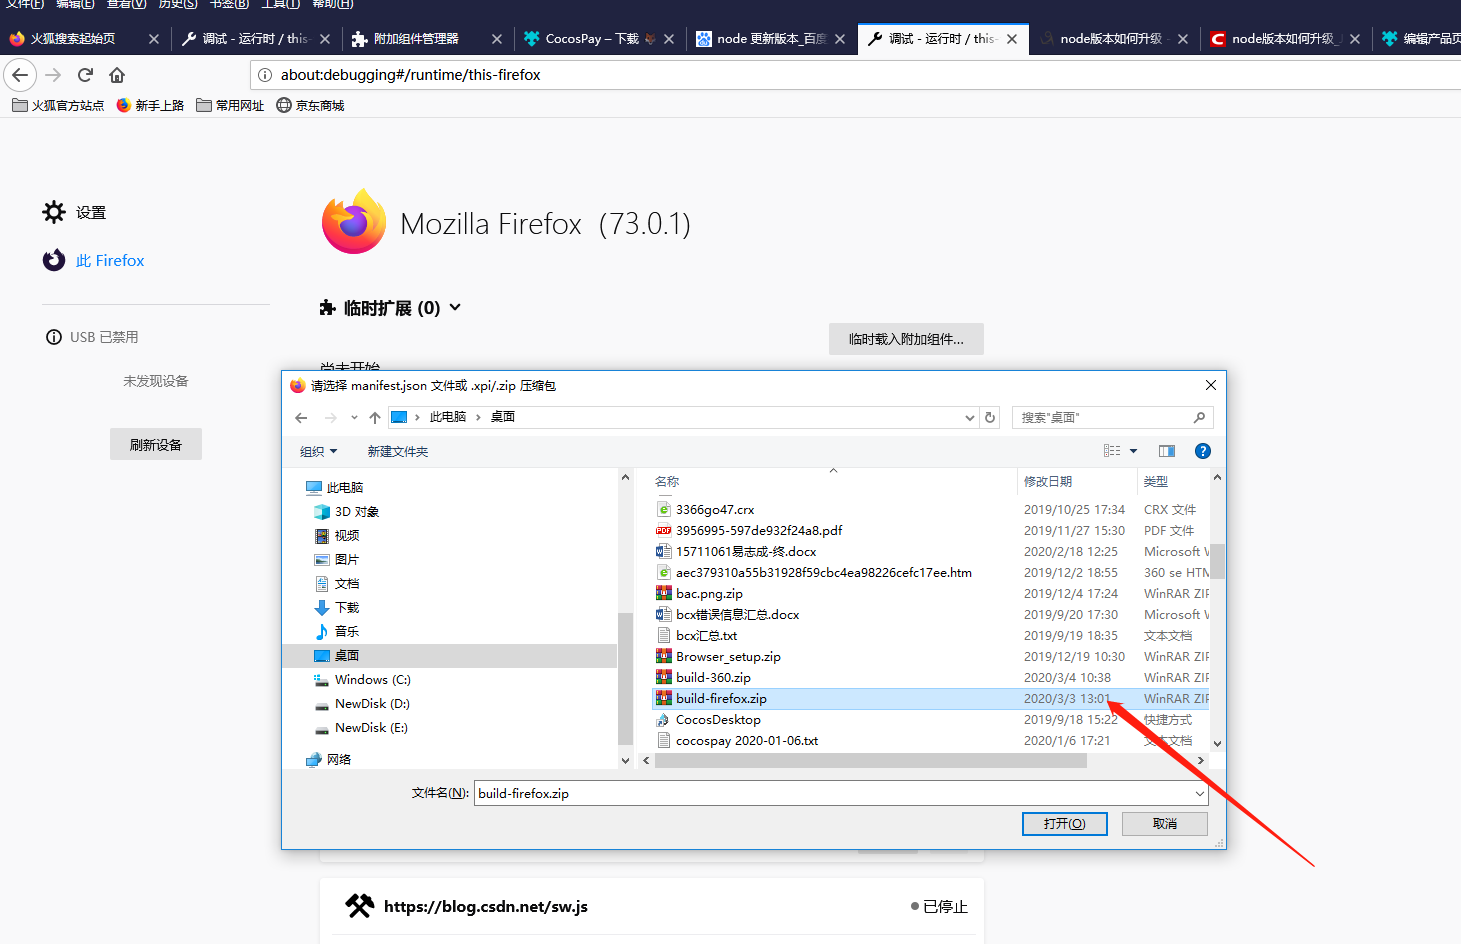 文件(F) 编辑(E) 查看(V) 历史(S) 书签(B) 工具(T) 帮助(H)
火狐搜索起始页
调试 - 运行时 / this-
附加组件管理器
CocosPay – 下载
node 更新版本_百度
调试 - 运行时 / this-
node版本如何升级 -
node版本如何升级_
编辑产品页
about:debugging#/runtime/this-firefox
火狐官方站点 新手上路 常用网址 京东商城
设置
此 Firefox
USB 已禁用
未发现设备
刷新设备
Mozilla Firefox (73.0.1)
临时扩展 (0)
临时载入附加组件...
尚未开始
请选择 manifest.json 文件或 .xpi/.zip 压缩包
此电脑 › 桌面
搜索"桌面"
组织 新建文件夹
此电脑
3D 对象
视频
图片
文档
下载
音乐
桌面
Windows (C:)
NewDisk (D:)
NewDisk (E:)
网络
名称 修改日期 类型
3366go47.crx 2019/10/25 17:34 CRX 文件
3956995-597de932f24a8.pdf 2019/11/27 15:30 PDF 文件
15711061易志成-终.docx 2020/2/18 12:25 Microsoft W
aec379310a55b31928f59cbc4ea98226cefc17ee.htm 2019/12/2 18:55 360 se HTM
bac.png.zip 2019/12/4 17:24 WinRAR ZIP
bcx错误信息汇总.docx 2019/9/20 17:30 Microsoft W
bcx汇总.txt 2019/9/19 18:35 文本文档
Browser_setup.zip 2019/12/19 10:30 WinRAR ZIP
build-360.zip 2020/3/4 10:38 WinRAR ZIP
build-firefox.zip 2020/3/3 13:01 WinRAR ZIP
CocosDesktop 2019/9/18 15:22 快捷方式
cocospay 2020-01-06.txt 2020/1/6 17:21 文本文档
文件名(N): build-firefox.zip
打开(O) 取消
https://blog.csdn.net/sw.js 已停止